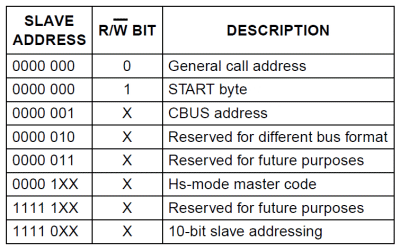 SLAVE ADDRESS R/W̅ BIT DESCRIPTION
0000 000 0 General call address
0000 000 1 START byte
0000 001 X CBUS address
0000 010 X Reserved for different bus format
0000 011 X Reserved for future purposes
0000 1XX X Hs-mode master code
1111 1XX X Reserved for future purposes
1111 0XX X 10-bit slave addressing